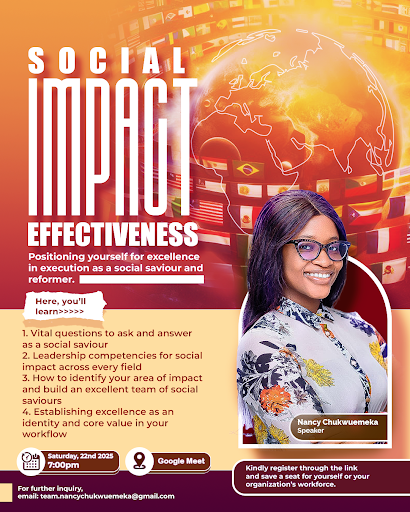 SOCIAL
IMPACT
EFFECTIVENESS
Positioning yourself for excellence
in execution as a social saviour and
reformer.
Here, you'll
learn>>>>>
1. Vital questions to ask and answer
as a social saviour
2. Leadership competencies for social
impact across every field
3. How to identify your area of impact
and build an excellent team of social
saviours
4. Establishing excellence as an
identity and core value in your
workflow
Nancy Chukwuemeka
Speaker
Saturday, 22nd 2025
7:00pm
Google Meet
Kindly register through the link
and save a seat for yourself or your
organization's workforce.
For further inquiry,
email: team.nancychukwuemeka@gmail.com